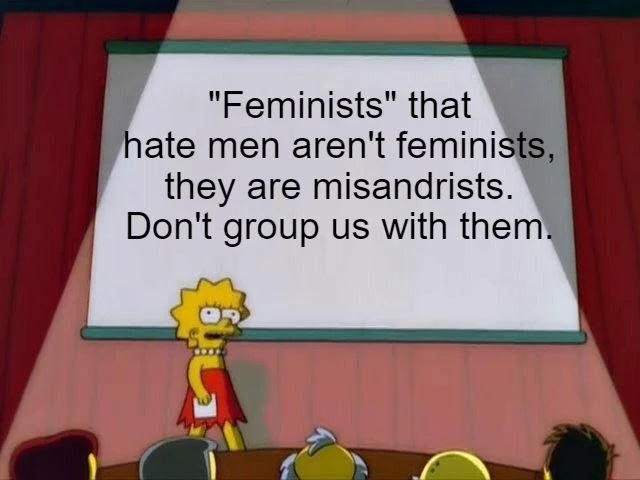 "Feminists" that
hate men aren't feminists,
they are misandrists.
Don't group us with them.